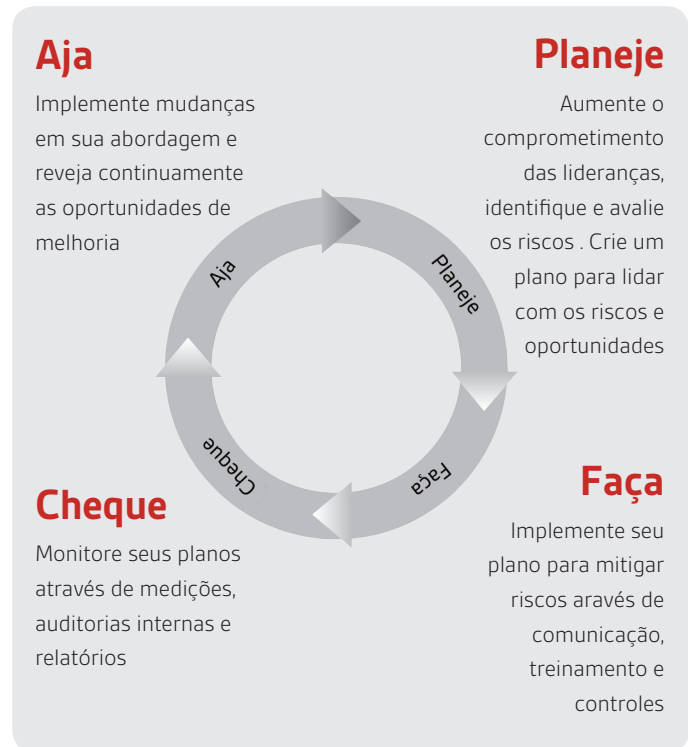 Aja
Implemente mudanças
em sua abordagem e
reveja continuamente
as oportunidades de
melhoria
Planeje
Aumente o
comprometimento
das lideranças,
identifique e avalie
os riscos . Crie um
plano para lidar
com os riscos e
oportunidades
Aja
Planeje
Cheque
Faça
Cheque
Monitore seus planos
através de medições,
auditorias internas e
relatórios
Faça
Implemente seu
plano para mitigar
riscos aravés de
comunicação,
treinamento e
controles